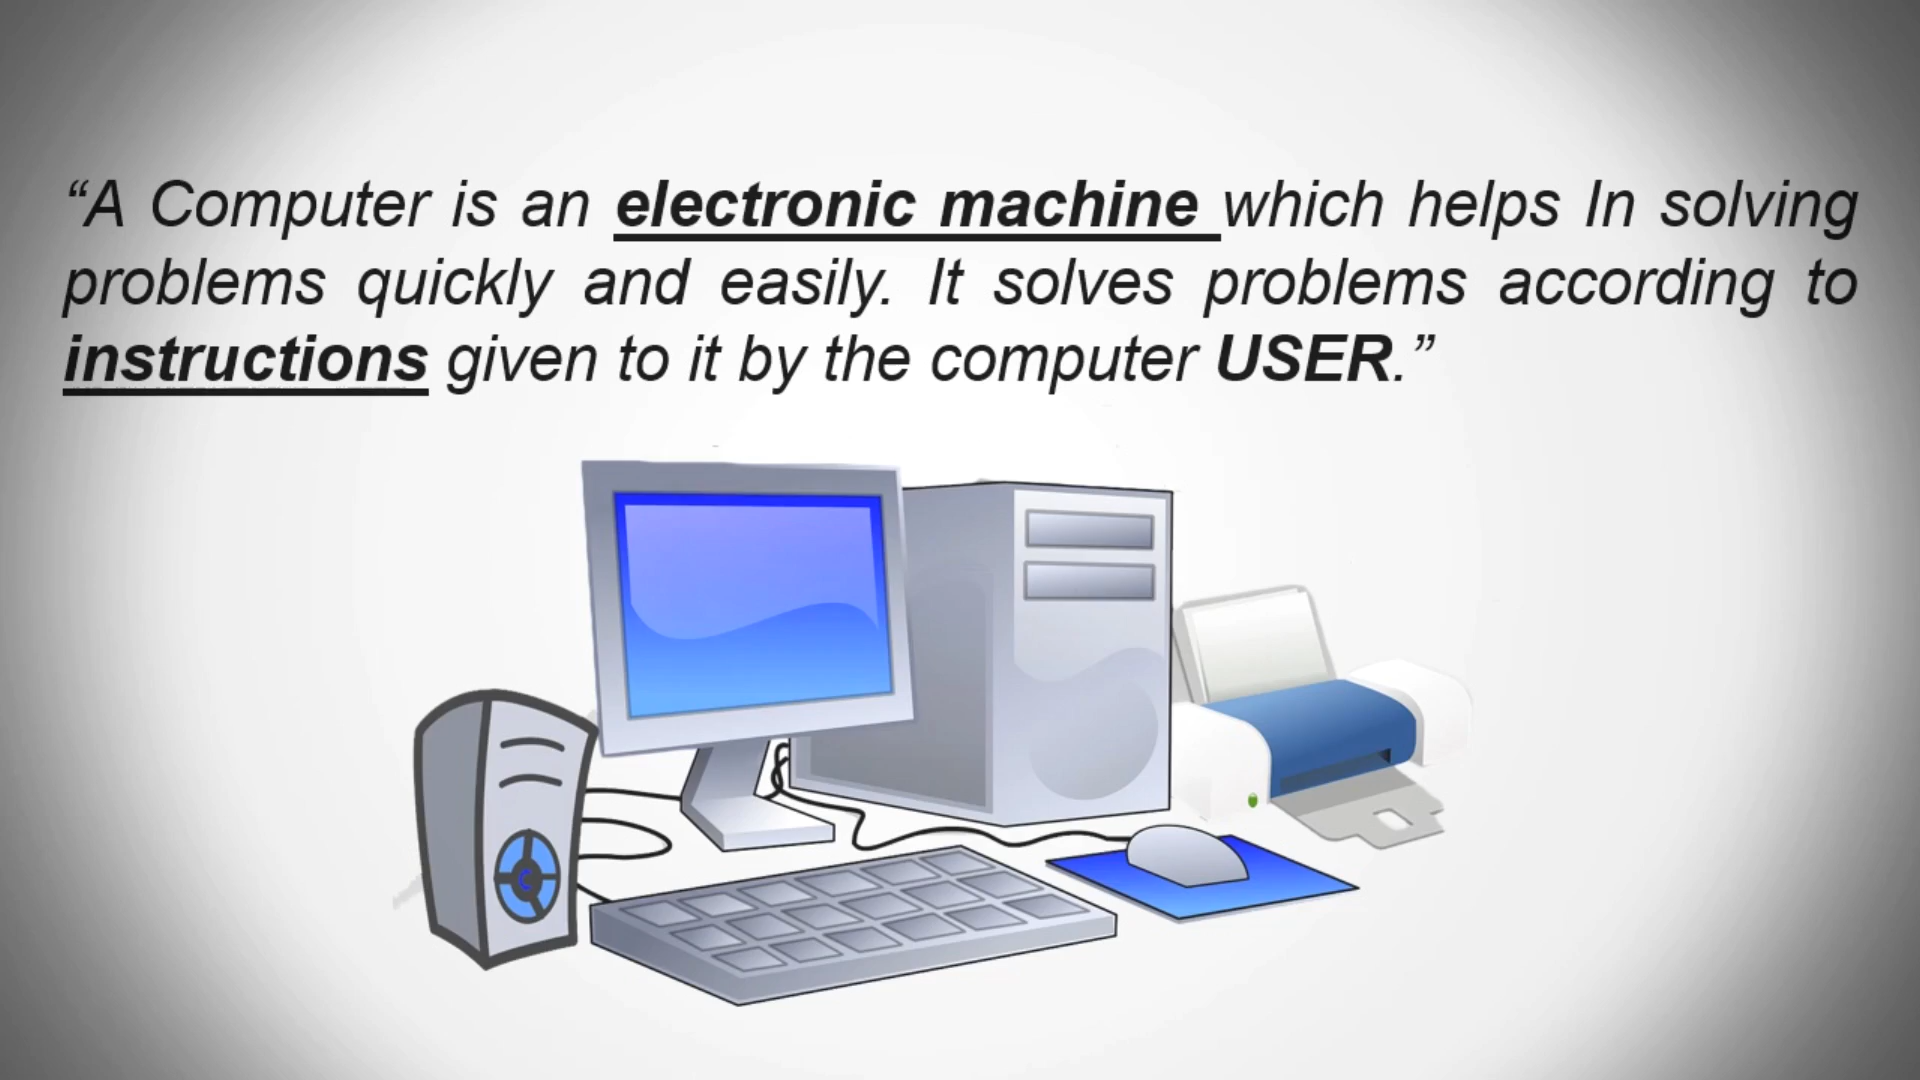 “A Computer is an electronic machine which helps In solving
problems quickly and easily. It solves problems according to
instructions given to it by the computer USER.”